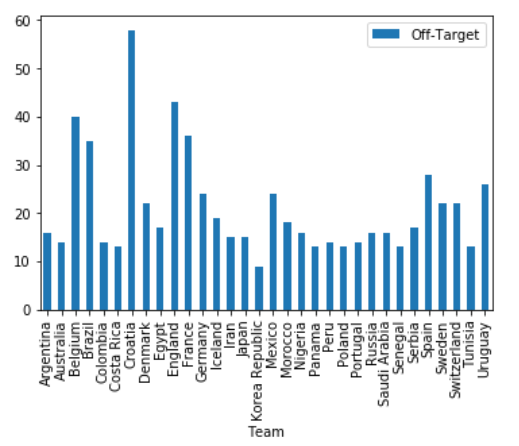 60
50
40
30
20
10
0
Off-Target
Argentina
Australia
Belgium
Brazil
Colombia
Costa Rica
Croatia
Denmark
Egypt
England
France
Germany
Iceland
Iran
Japan
Korea Republic
Mexico
Morocco
Nigeria
Panama
Peru
Poland
Portugal
Russia
Saudi Arabia
Senegal
Serbia
Spain
Sweden
Switzerland
Tunisia
Uruguay
Team